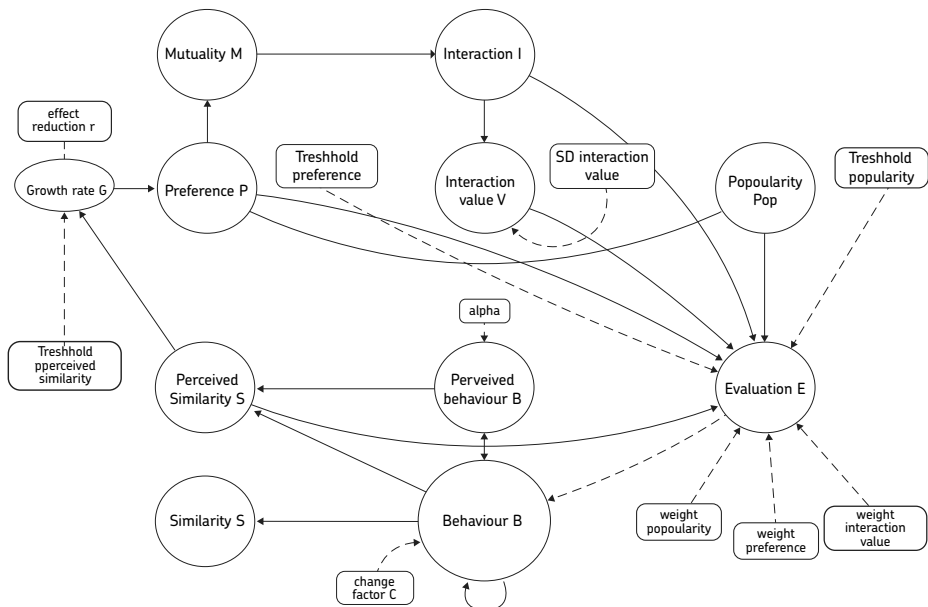 Mutuality M
Interaction I
effect
reduction r
Growth rate G
Preference P
Treshhold
preference
Interaction
value V
SD interaction
value
Popoularity
Pop
Treshhold
popularity
alpha
Treshhold
pperceived
similarity
Perceived
Similarity S
Perveived
behaviour B
Evaluation E
Similarity S
Behaviour B
change
factor C
weight
popoularity
weight
preference
weight
interaction
value